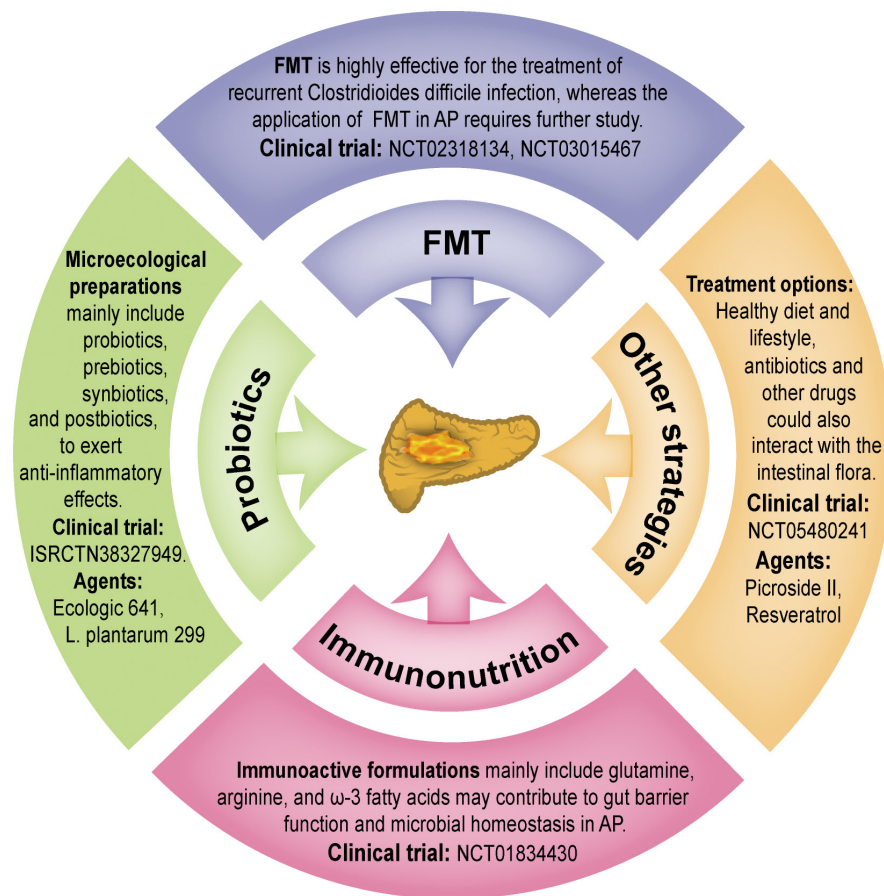 FMT is highly effective for the treatment of
recurrent Clostridioides difficile infection, whereas the
application of FMT in AP requires further study.
Clinical trial: NCT02318134, NCT03015467
FMT
Microecological
preparations
mainly include
probiotics,
prebiotics,
synbiotics,
and postbiotics,
to exert
anti-inflammatory
effects.
Clinical trial:
ISRCTN38327949.
Agents:
Ecologic 641,
L. plantarum 299
Probiotics
Other strategies
Treatment options:
Healthy diet and
lifestyle,
antibiotics and
other drugs
could also
interact with the
intestinal flora.
Clinical trial:
NCT05480241
Agents:
Picroside II,
Resveratrol
Immunonutrition
Immunoactive formulations mainly include glutamine,
arginine, and ω-3 fatty acids may contribute to gut barrier
function and microbial homeostasis in AP.
Clinical trial: NCT01834430